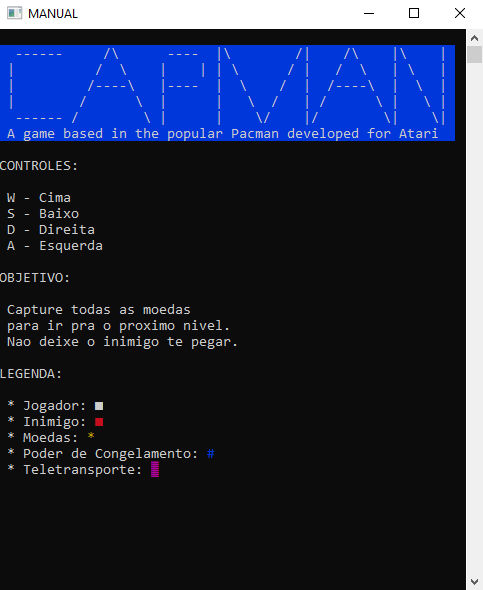 MANUAL
CAPMAN
A game based in the popular Pacman developed for Atari
CONTROLES:
W - Cima
S - Baixo
D - Direita
A - Esquerda
OBJETIVO:
Capture todas as moedas
para ir pra o proximo nivel.
Nao deixe o inimigo te pegar.
LEGENDA:
* Jogador: ■
* Inimigo: ■
* Moedas: *
* Poder de Congelamento: #
* Teletransporte: ▓